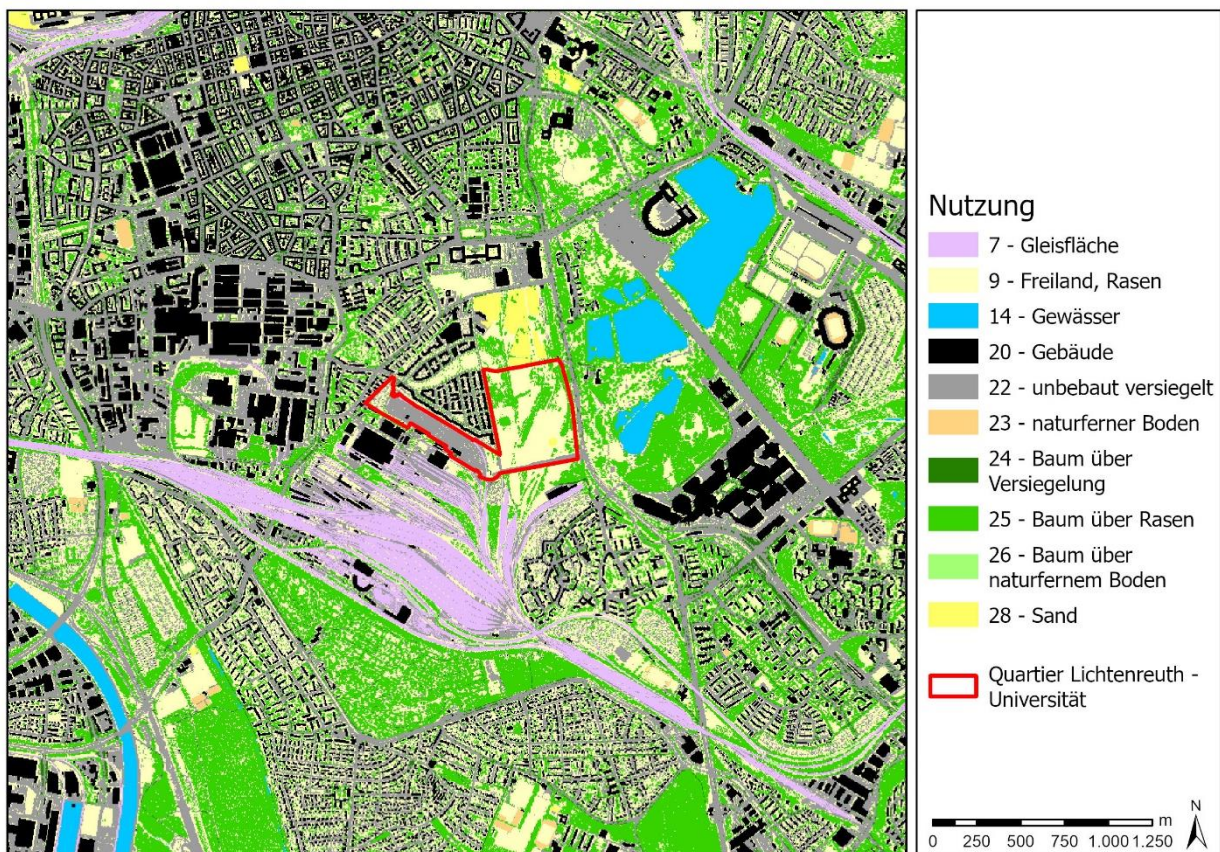 Nutzung
7 - Gleisfläche
9 - Freiland, Rasen
14 - Gewässer
20 - Gebäude
22 - unbebaut versiegelt
23 - naturferner Boden
24 - Baum über
Versiegelung
25 - Baum über Rasen
26 - Baum über
naturfernem Boden
28 - Sand
Quartier Lichtenreuth -
Universität
m
N
0 250 500 750 1.000 1.250